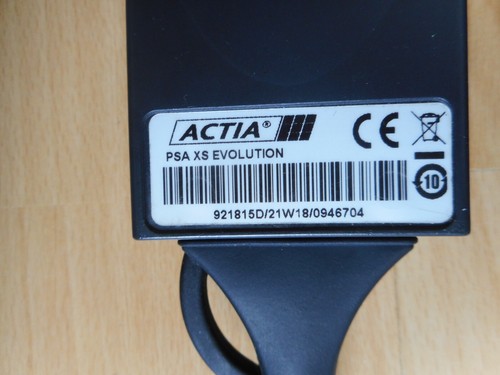 ACTIA®
CE
PSA XS EVOLUTION
10
921815D/21W18/0946704